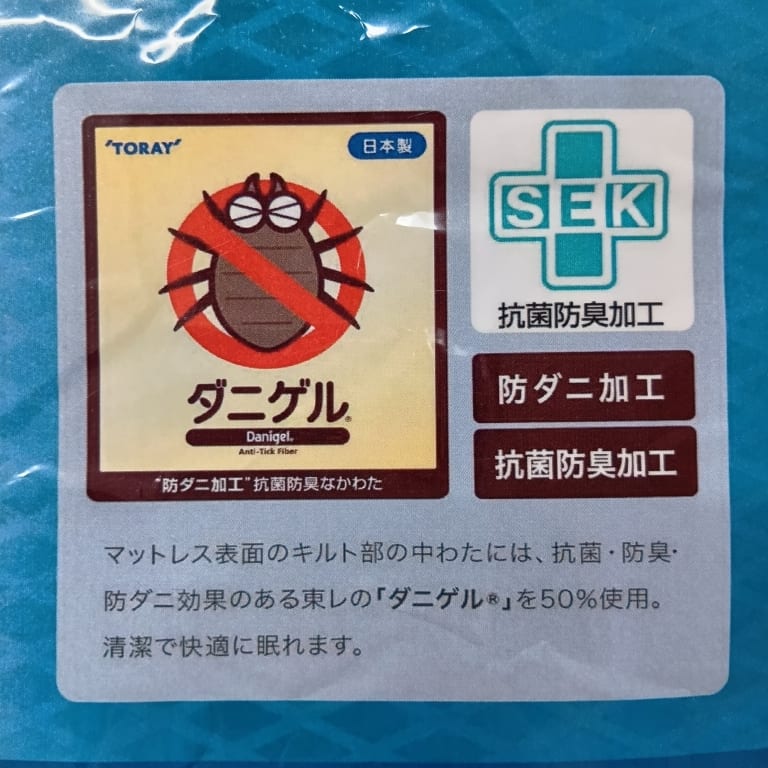 'TORAY'
日本製
ダニゲル®
Danigel®
Anti-Tick Fiber
"防ダニ加工"抗菌防臭なかわた
SEK
抗菌防臭加工
防ダニ加工
抗菌防臭加工
マットレス表面のキルト部の中わたには、抗菌・防臭・
防ダニ効果のある東レの「ダニゲル®」を50%使用。
清潔で快適に眠れます。